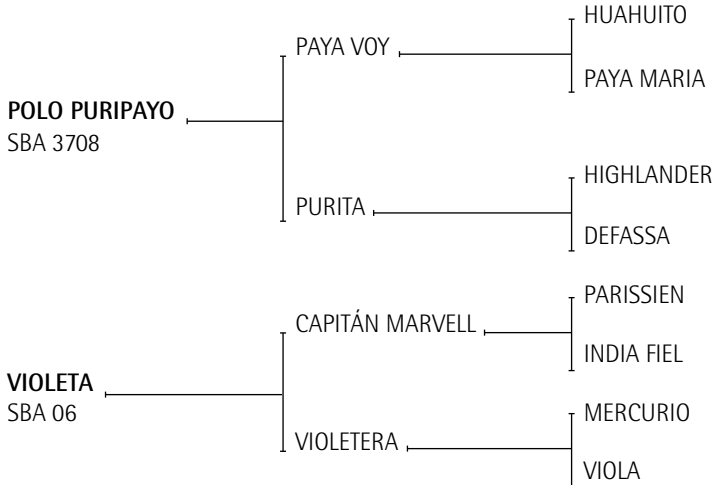 HUAHUITO
PAYA VOY
PAYA MARIA
POLO PURIPAYO
SBA 3708
HIGHLANDER
PURITA
DEFASSA
PARISSIEN
CAPITÁN MARVELL
INDIA FIEL
VIOLETA
SBA 06
MERCURIO
VIOLETERA
VIOLA